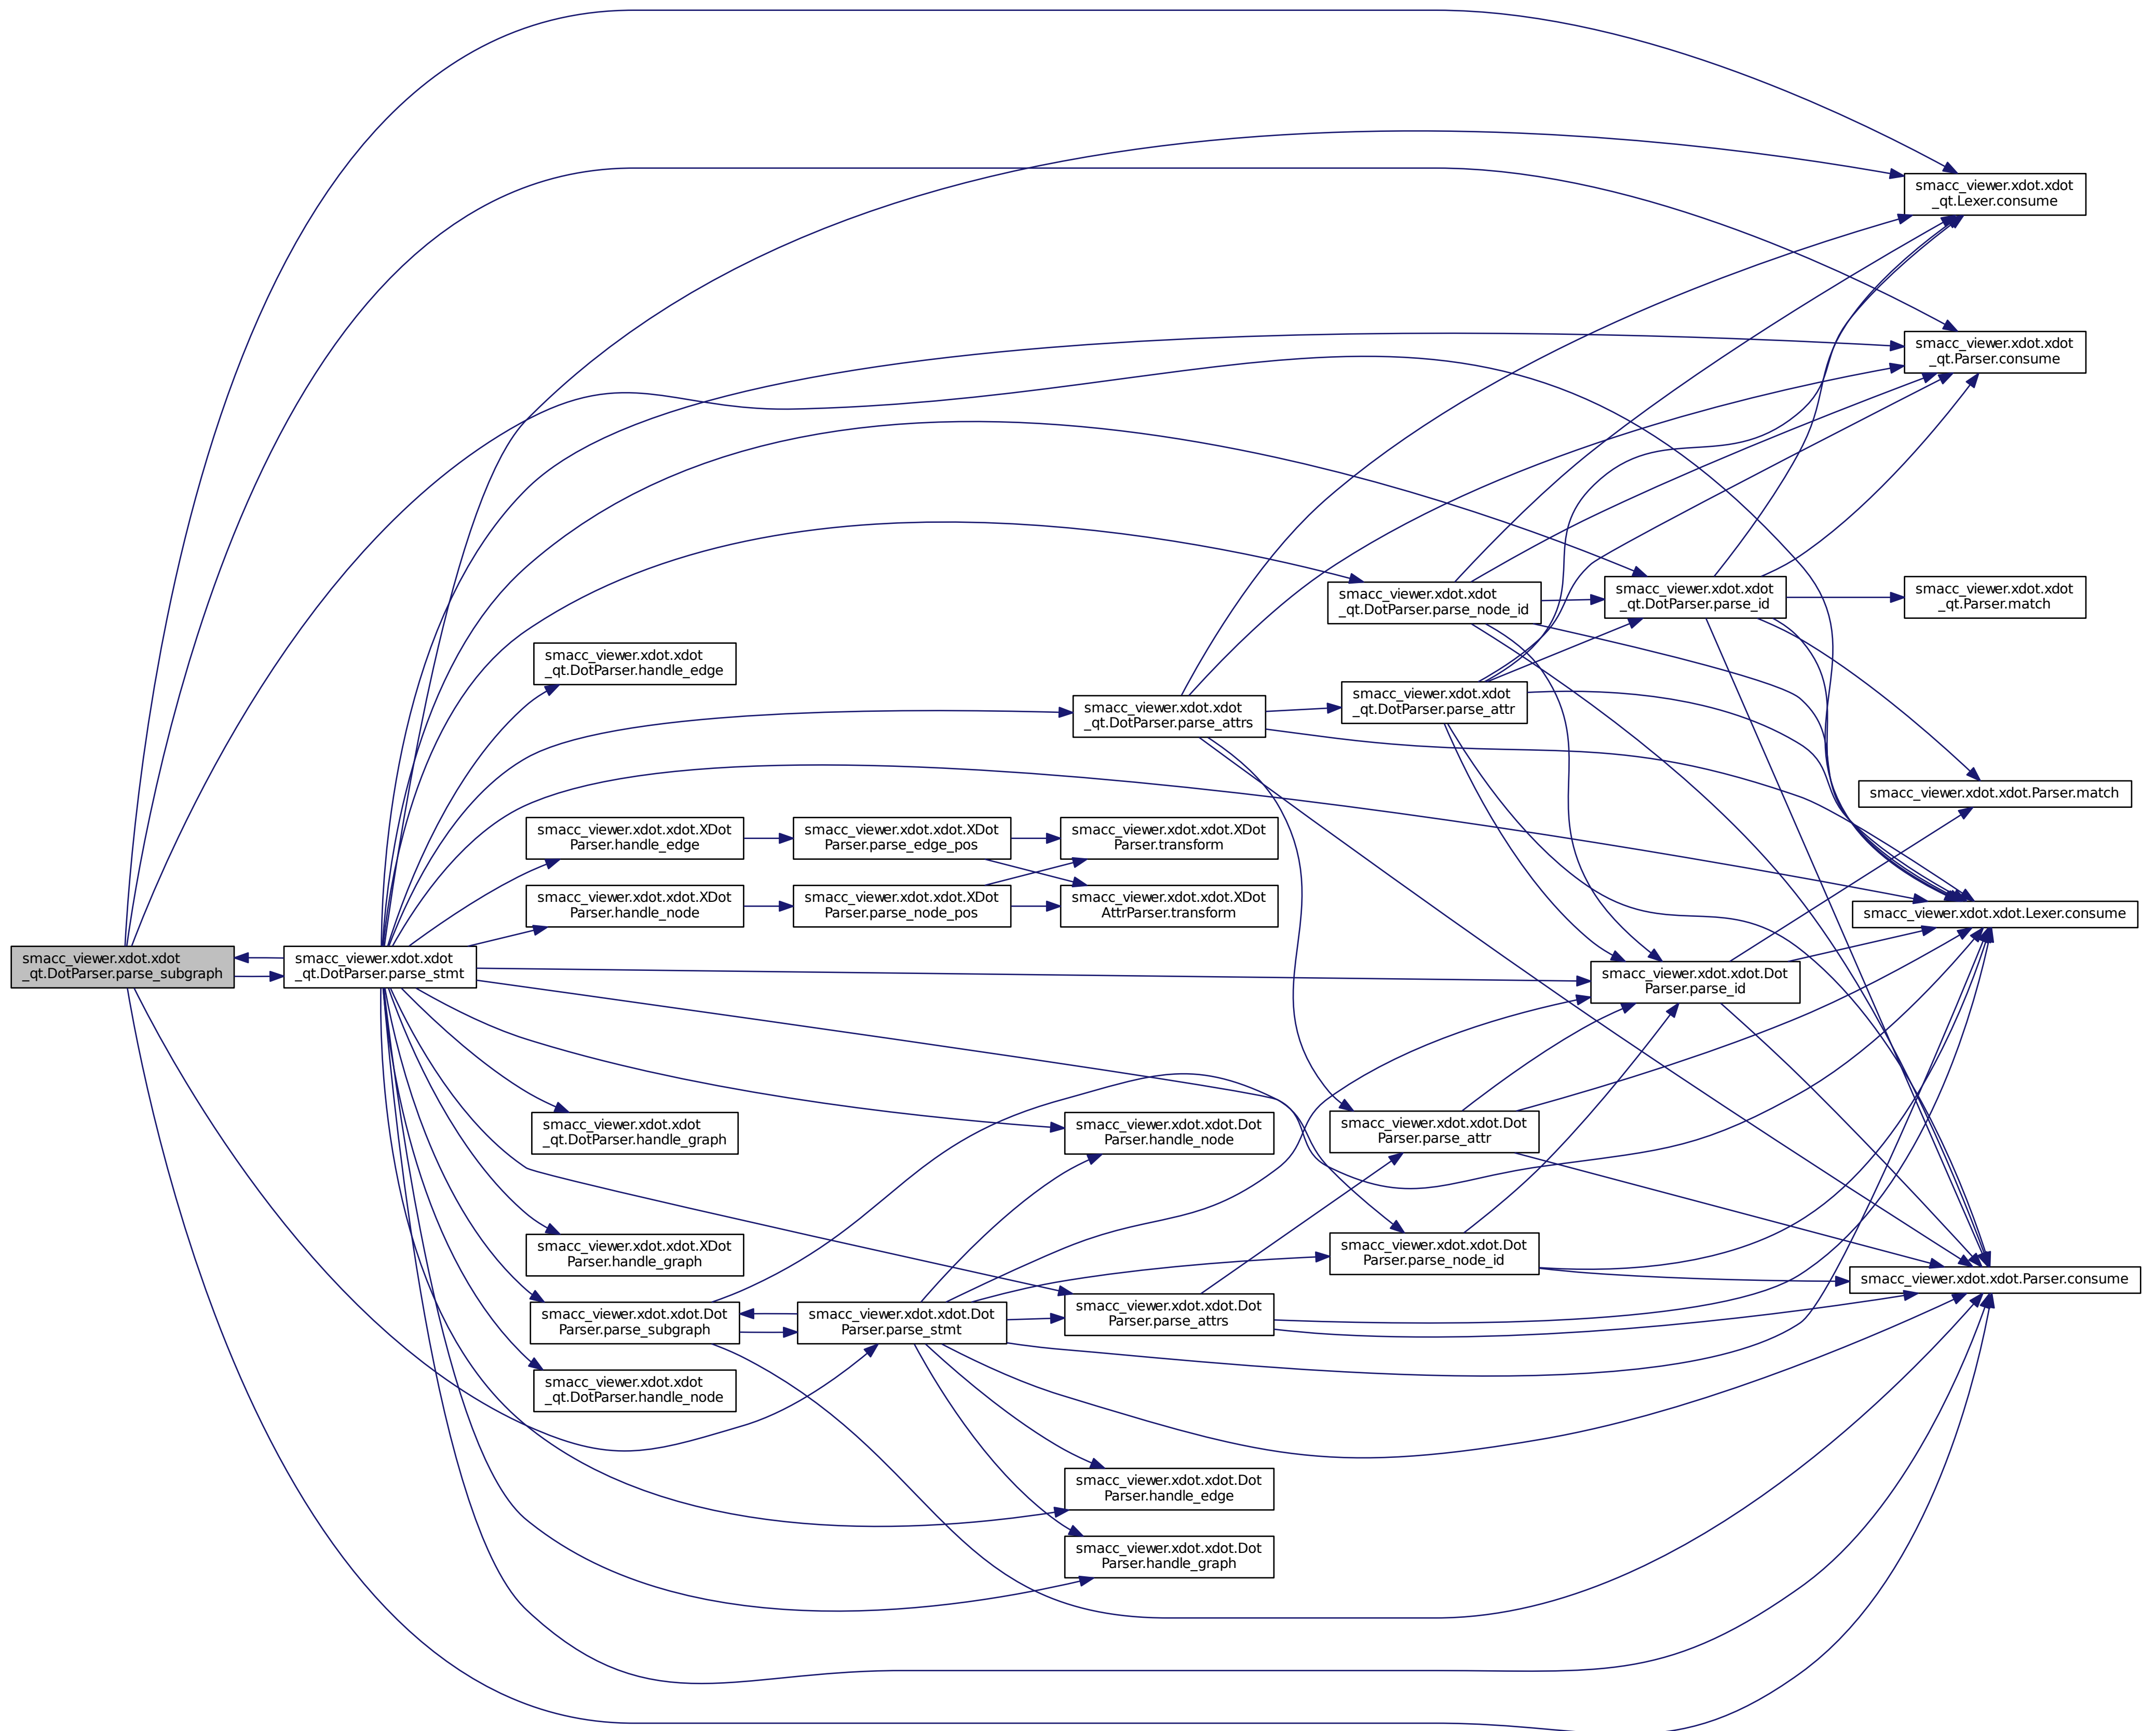 smacc_viewer.xdot.xdot
_qt.Lexer.consume
smacc_viewer.xdot.xdot
_qt.Parser.consume
smacc_viewer.xdot.xdot
_qt.DotParser.parse_node_id
smacc_viewer.xdot.xdot
_qt.DotParser.parse_id
smacc_viewer.xdot.xdot
_qt.Parser.match
smacc_viewer.xdot.xdot
_qt.DotParser.handle_edge
smacc_viewer.xdot.xdot
_qt.DotParser.parse_attrs
smacc_viewer.xdot.xdot
_qt.DotParser.parse_attr
smacc_viewer.xdot.xdot.Parser.match
smacc_viewer.xdot.xdot.XDot
Parser.handle_edge
smacc_viewer.xdot.xdot.XDot
Parser.parse_edge_pos
smacc_viewer.xdot.xdot.XDot
Parser.transform
smacc_viewer.xdot.xdot.XDot
Parser.handle_node
smacc_viewer.xdot.xdot.XDot
Parser.parse_node_pos
smacc_viewer.xdot.xdot.XDot
AttrParser.transform
smacc_viewer.xdot.xdot.Lexer.consume
smacc_viewer.xdot.xdot
_qt.DotParser.parse_subgraph
smacc_viewer.xdot.xdot
_qt.DotParser.parse_stmt
smacc_viewer.xdot.xdot.Dot
Parser.parse_id
smacc_viewer.xdot.xdot
_qt.DotParser.handle_graph
smacc_viewer.xdot.xdot.Dot
Parser.handle_node
smacc_viewer.xdot.xdot.Dot
Parser.parse_attr
smacc_viewer.xdot.xdot.XDot
Parser.handle_graph
smacc_viewer.xdot.xdot.Dot
Parser.parse_node_id
smacc_viewer.xdot.xdot.Parser.consume
smacc_viewer.xdot.xdot.Dot
Parser.parse_subgraph
smacc_viewer.xdot.xdot.Dot
Parser.parse_stmt
smacc_viewer.xdot.xdot.Dot
Parser.parse_attrs
smacc_viewer.xdot.xdot
_qt.DotParser.handle_node
smacc_viewer.xdot.xdot.Dot
Parser.handle_edge
smacc_viewer.xdot.xdot.Dot
Parser.handle_graph